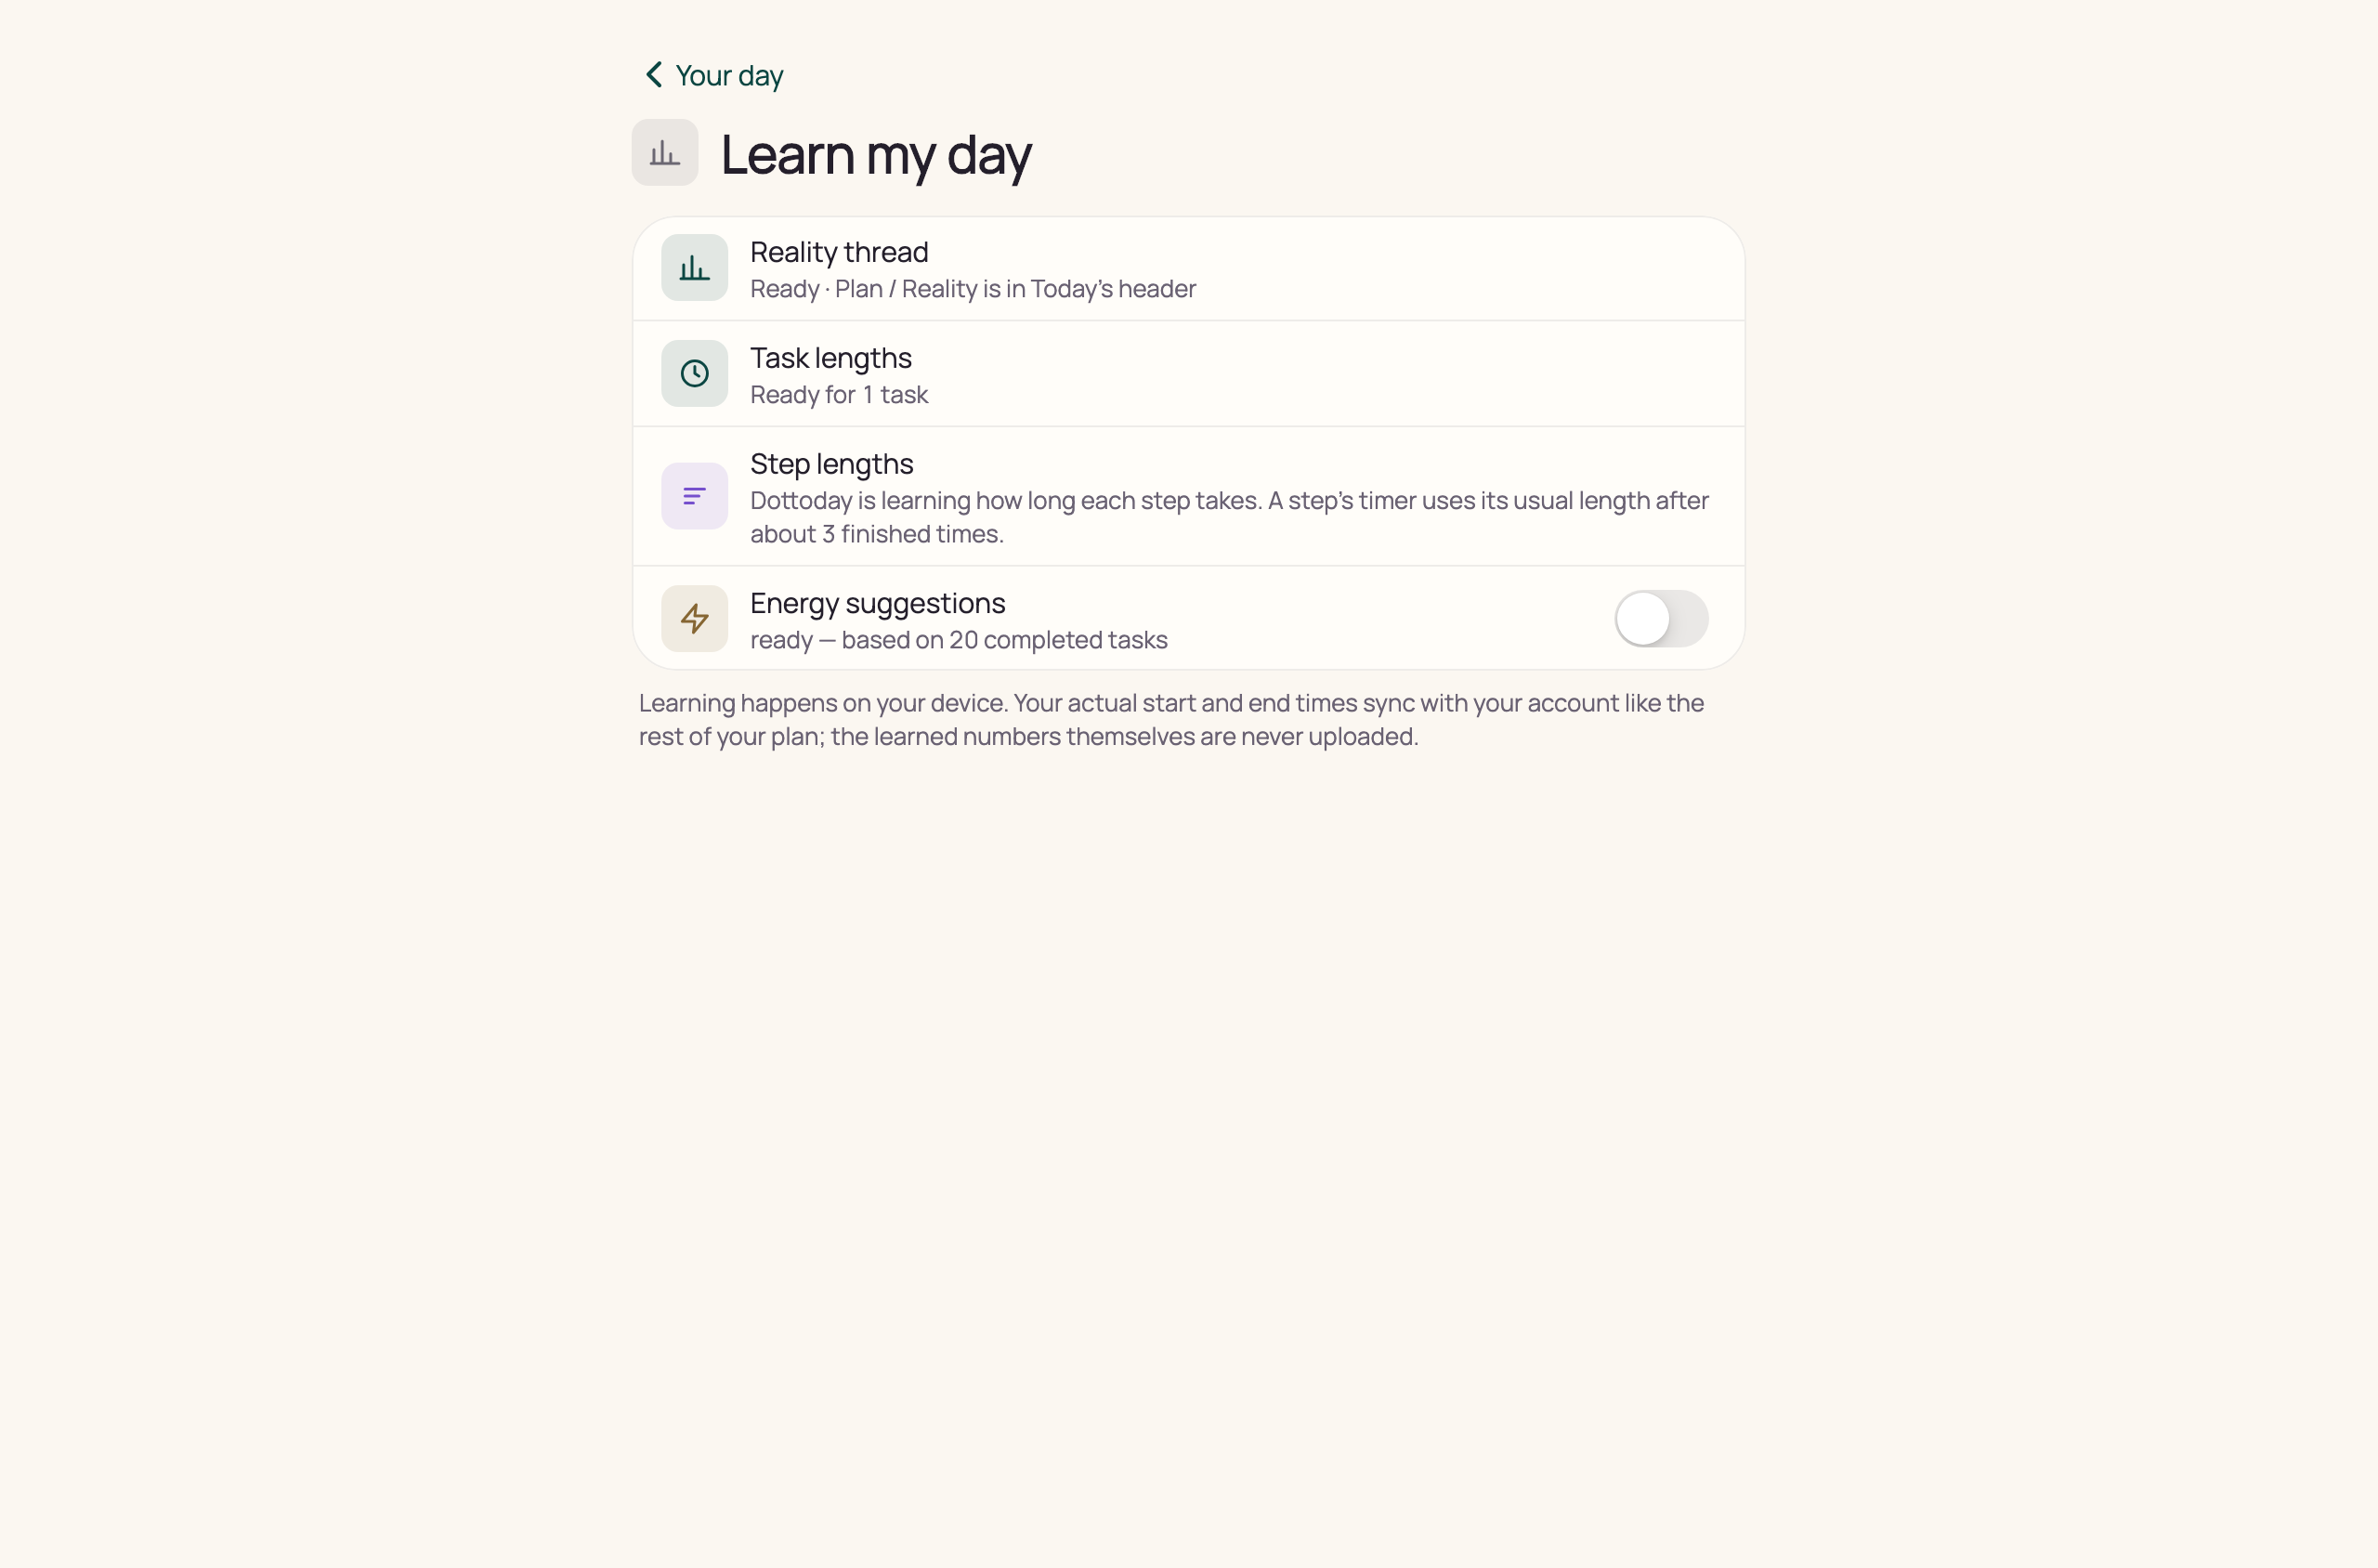 Your day
Learn my day
Reality thread
Ready · Plan / Reality is in Today’s header
Task lengths
Ready for 1 task
Step lengths
Dottoday is learning how long each step takes. A step’s timer uses its usual length after
about 3 finished times.
Energy suggestions
ready — based on 20 completed tasks
Learning happens on your device. Your actual start and end times sync with your account like the
rest of your plan; the learned numbers themselves are never uploaded.